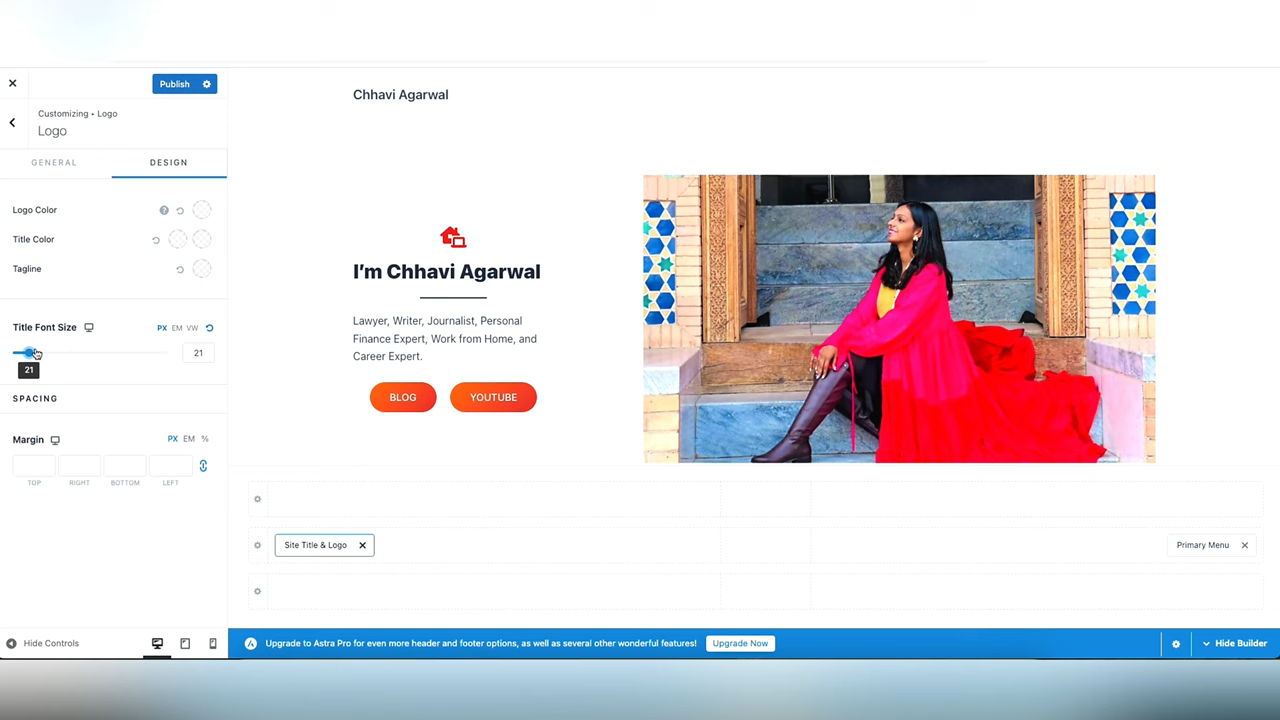 Publish
Customizing • Logo
Logo
GENERAL
DESIGN
Logo Color
?
Title Color
Tagline
Title Font Size
PX EM VW
21
21
SPACING
Margin
PX EM %
TOP RIGHT BOTTOM LEFT
Hide Controls
Chhavi Agarwal
I'm Chhavi Agarwal
Lawyer, Writer, Journalist, Personal
Finance Expert, Work from Home, and
Career Expert.
BLOG
YOUTUBE
Site Title & Logo
Primary Menu
Upgrade to Astra Pro for even more header and footer options, as well as several other wonderful features!
Upgrade Now
Hide Builder